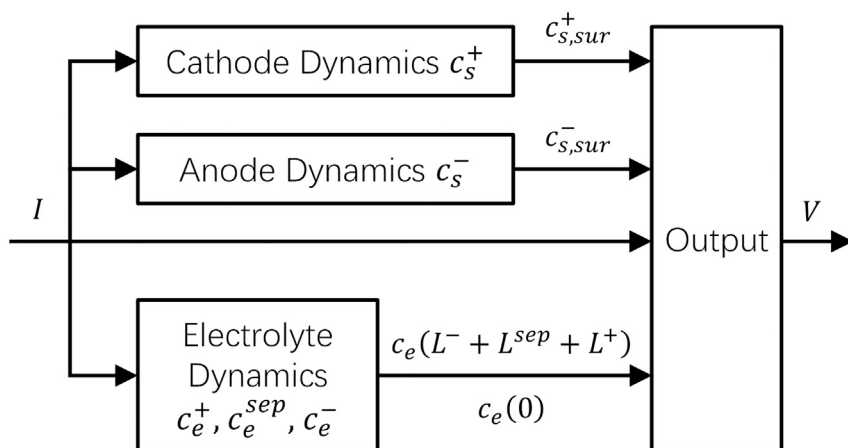 Cathode Dynamics $c_s^+$
$c_{s,sur}^+$
Anode Dynamics $c_s^-$
$c_{s,sur}^-$
$I$
Output
$V$
Electrolyte
Dynamics
$c_e^+, c_e^{sep}, c_e^-$
$c_e(L^- + L^{sep} + L^+)$
$c_e(0)$